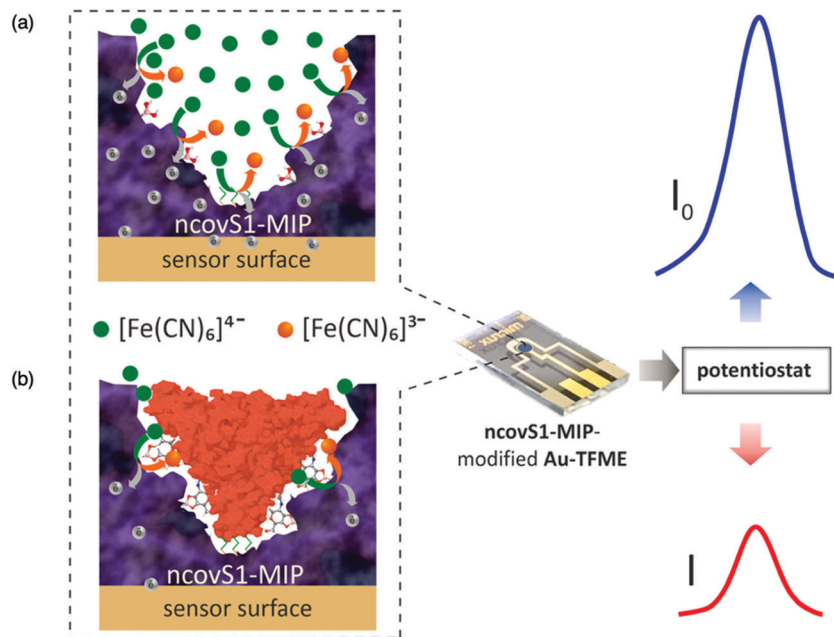 (a)
I₀
ncovS1-MIP
sensor surface
[Fe(CN)₆]⁴⁻
[Fe(CN)₆]³⁻
(b)
potentiostat
ncovS1-MIP-
modified Au-TFME
I
ncovS1-MIP
sensor surface